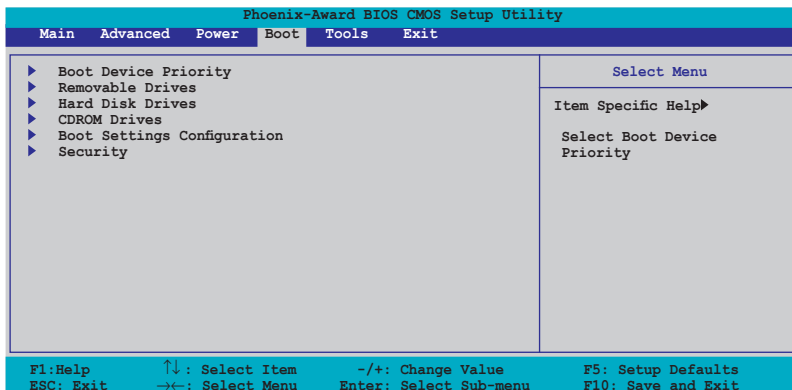 Phoenix-Award BIOS CMOS Setup Utility
Main Advanced Power Boot Tools Exit
Boot Device Priority
Removable Drives
Hard Disk Drives
CDROM Drives
Boot Settings Configuration
Security
Select Menu
Item Specific Help
Select Boot Device
Priority
F1:Help ↑↓: Select Item -/+: Change Value F5: Setup Defaults
ESC: Exit →←: Select Menu Enter: Select Sub-menu F10: Save and Exit